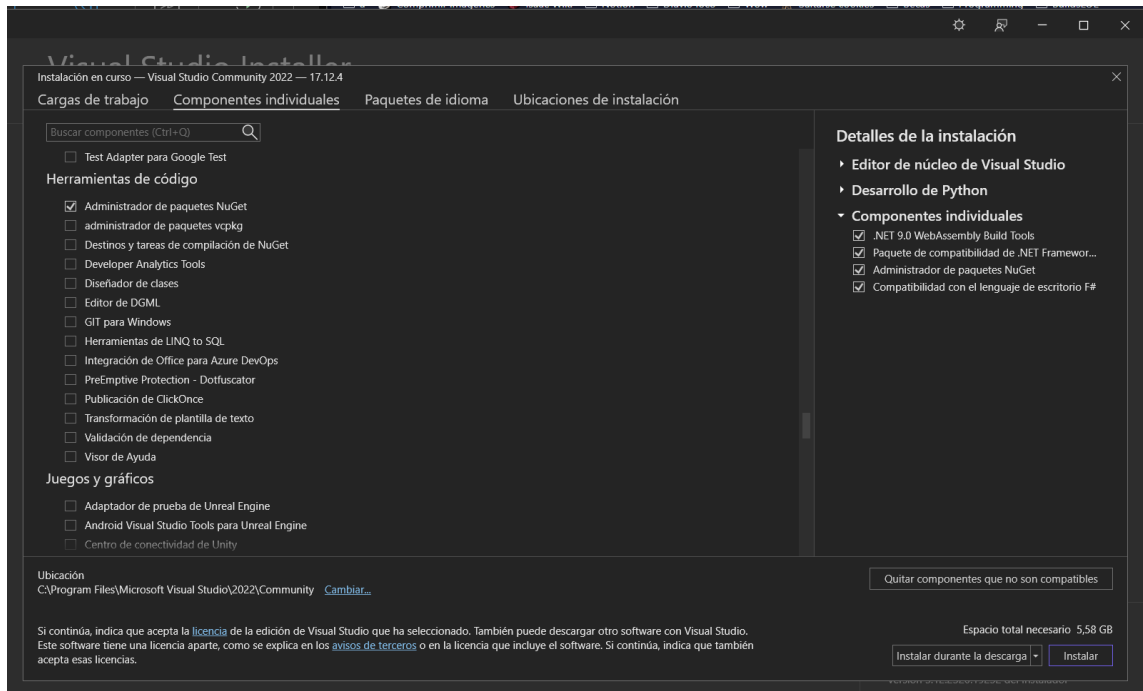 Visual Studio Installer
Instalación en curso — Visual Studio Community 2022 — 17.12.4
Cargas de trabajo Componentes individuales Paquetes de idioma Ubicaciones de instalación
Buscar componentes (Ctrl+Q)
Test Adapter para Google Test
Herramientas de código
Administrador de paquetes NuGet
administrador de paquetes vcpkg
Destinos y tareas de compilación de NuGet
Developer Analytics Tools
Diseñador de clases
Editor de DGML
GIT para Windows
Herramientas de LINQ to SQL
Integración de Office para Azure DevOps
PreEmptive Protection - Dotfuscator
Publicación de ClickOnce
Transformación de plantilla de texto
Validación de dependencia
Visor de Ayuda
Juegos y gráficos
Adaptador de prueba de Unreal Engine
Android Visual Studio Tools para Unreal Engine
Centro de conectividad de Unity
Detalles de la instalación
Editor de núcleo de Visual Studio
Desarrollo de Python
Componentes individuales
.NET 9.0 WebAssembly Build Tools
Paquete de compatibilidad de .NET Framewor...
Administrador de paquetes NuGet
Compatibilidad con el lenguaje de escritorio F#
Ubicación
C:\Program Files\Microsoft Visual Studio\2022\Community Cambiar...
Quitar componentes que no son compatibles
Si continúa, indica que acepta la licencia de la edición de Visual Studio que ha seleccionado. También puede descargar otro software con Visual Studio.
Este software tiene una licencia aparte, como se explica en los avisos de terceros o en la licencia que incluye el software. Si continúa, indica que también
acepta esas licencias.
Espacio total necesario 5,58 GB
Instalar durante la descarga Instalar